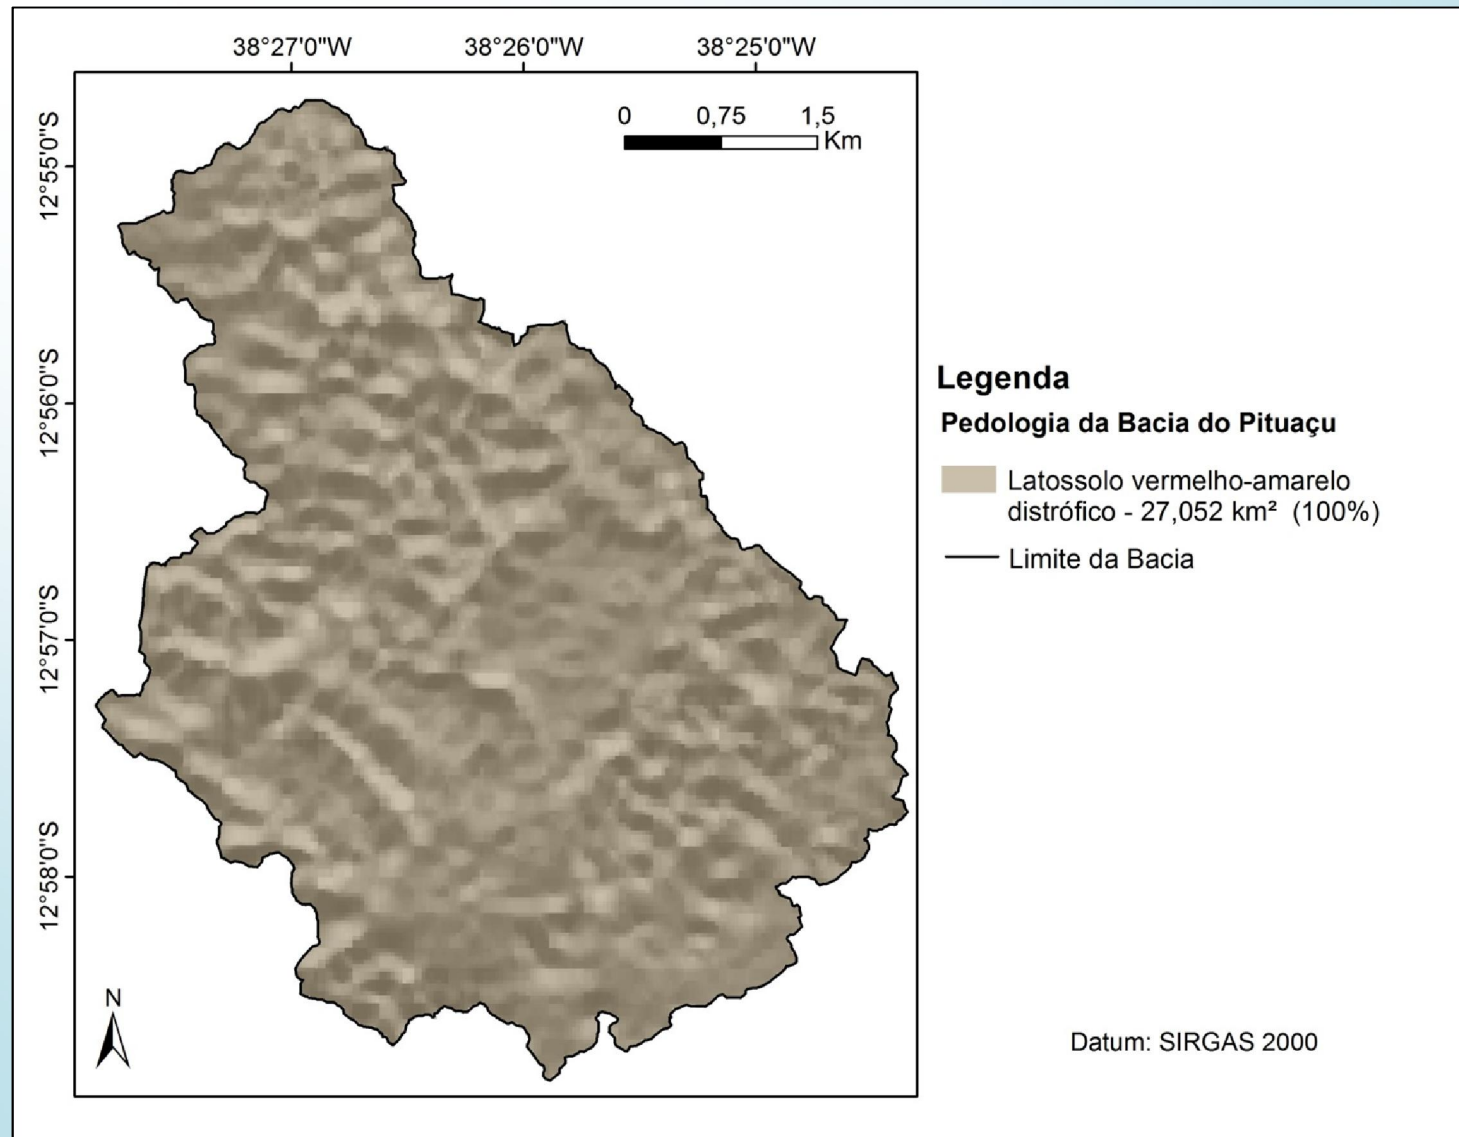 38°27'0"W 38°26'0"W 38°25'0"W
0 0,75 1,5
Km
12°55'0"S
12°56'0"S
12°57'0"S
12°58'0"S
Legenda
Pedologia da Bacia do Pituaçu
Latossolo vermelho-amarelo
distrófico - 27,052 km² (100%)
Limite da Bacia
N
Datum: SIRGAS 2000